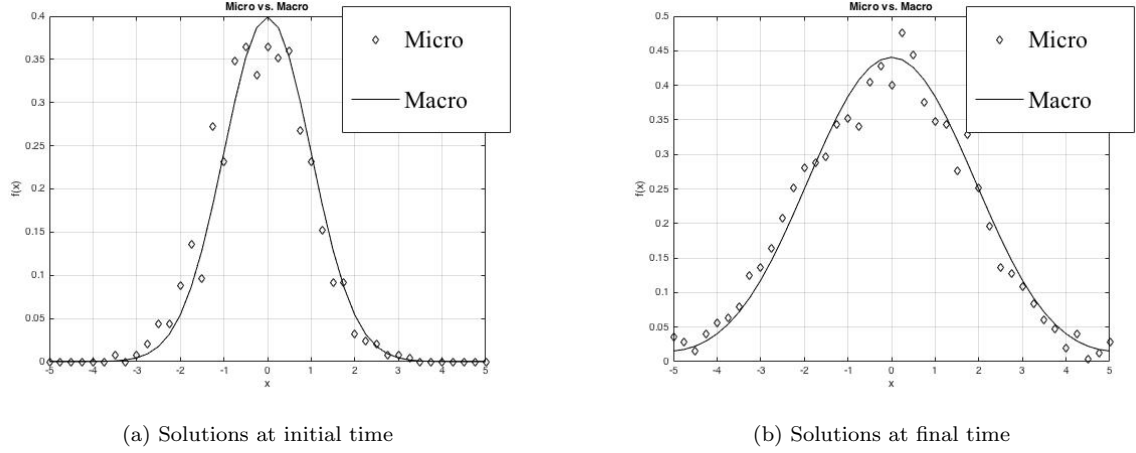 Micro vs. Macro
Micro
Macro
f(x)
0.4
0.35
0.3
0.25
0.2
0.15
0.1
0.05
0
-5 -4 -3 -2 -1 0 1 2 3 4 5
x
(a) Solutions at initial time
Micro vs. Macro
Micro
Macro
f(x)
0.5
0.45
0.4
0.35
0.3
0.25
0.2
0.15
0.1
0.05
0
-5 -4 -3 -2 -1 0 1 2 3 4 5
x
(b) Solutions at final time